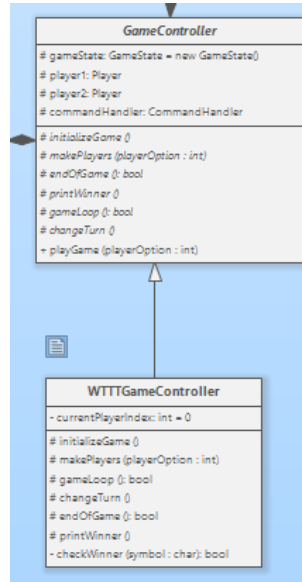 GameController
# gameState: GameState = new GameState()
# player1: Player
# player2: Player
# commandHandler: CommandHandler
# initializeGame ()
# makePlayers (playerOption : int)
# endOfGame (): bool
# printWinner ()
# gameLoop (): bool
# changeTurn ()
+ playGame (playerOption : int)
WTTTGameController
- currentPlayerIndex: int = 0
# initializeGame ()
# makePlayers (playerOption : int)
# gameLoop (): bool
# changeTurn ()
# endOfGame (): bool
# printWinner ()
- checkWinner (symbol : char): bool